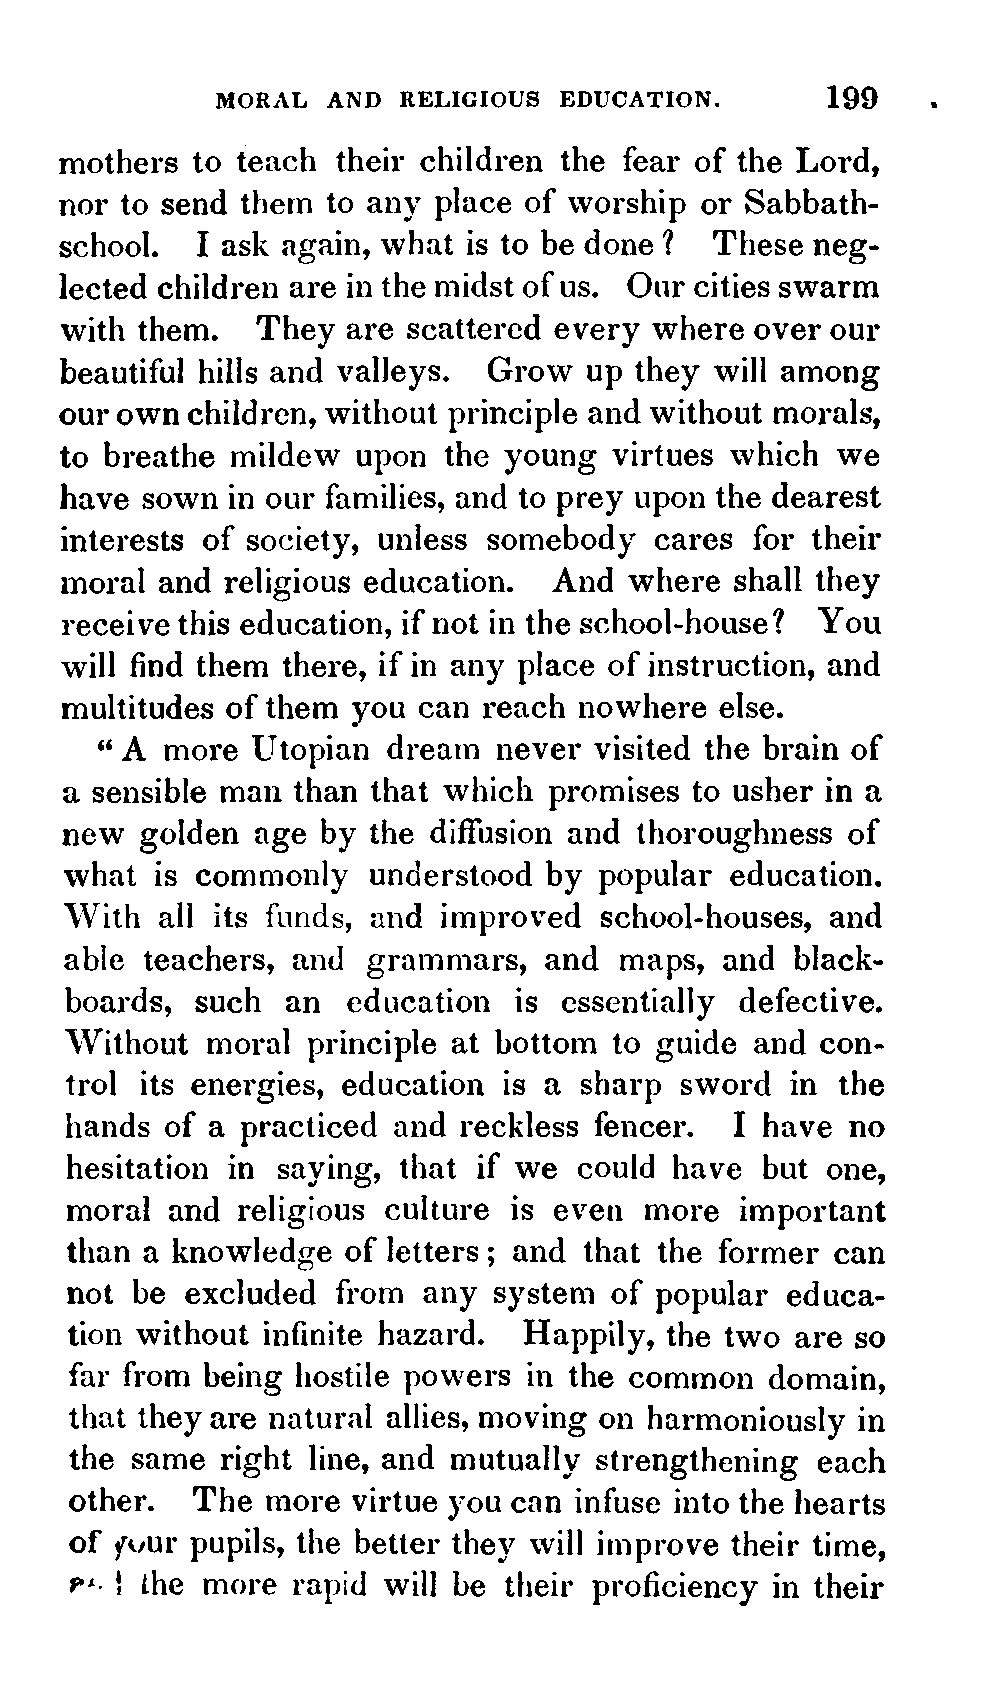 MORAL AND RELIGIOUS EDUCATION. 199
mothers to teach their children the fear of the Lord,
nor to send them to any place of worship or Sabbath-
school. I ask again, what is to be done? These neg-
lected children are in the midst of us. Our cities swarm
with them. They are scattered every where over our
beautiful hills and valleys. Grow up they will among
our own children, without principle and without morals,
to breathe mildew upon the young virtues which we
have sown in our families, and to prey upon the dearest
interests of society, unless somebody cares for their
moral and religious education. And where shall they
receive this education, if not in the school-house? You
will find them there, if in any place of instruction, and
multitudes of them you can reach nowhere else.
“A more Utopian dream never visited the brain of
a sensible man than that which promises to usher in a
new golden age by the diffusion and thoroughness of
what is commonly understood by popular education.
With all its funds, and improved school-houses, and
able teachers, and grammars, and maps, and black-
boards, such an education is essentially defective.
Without moral principle at bottom to guide and con-
trol its energies, education is a sharp sword in the
hands of a practiced and reckless fencer. I have no
hesitation in saying, that if we could have but one,
moral and religious culture is even more important
than a knowledge of letters; and that the former can
not be excluded from any system of popular educa-
tion without infinite hazard. Happily, the two are so
far from being hostile powers in the common domain,
that they are natural allies, moving on harmoniously in
the same right line, and mutually strengthening each
other. The more virtue you can infuse into the hearts
of your pupils, the better they will improve their time,
the more rapid will be their proficiency in their